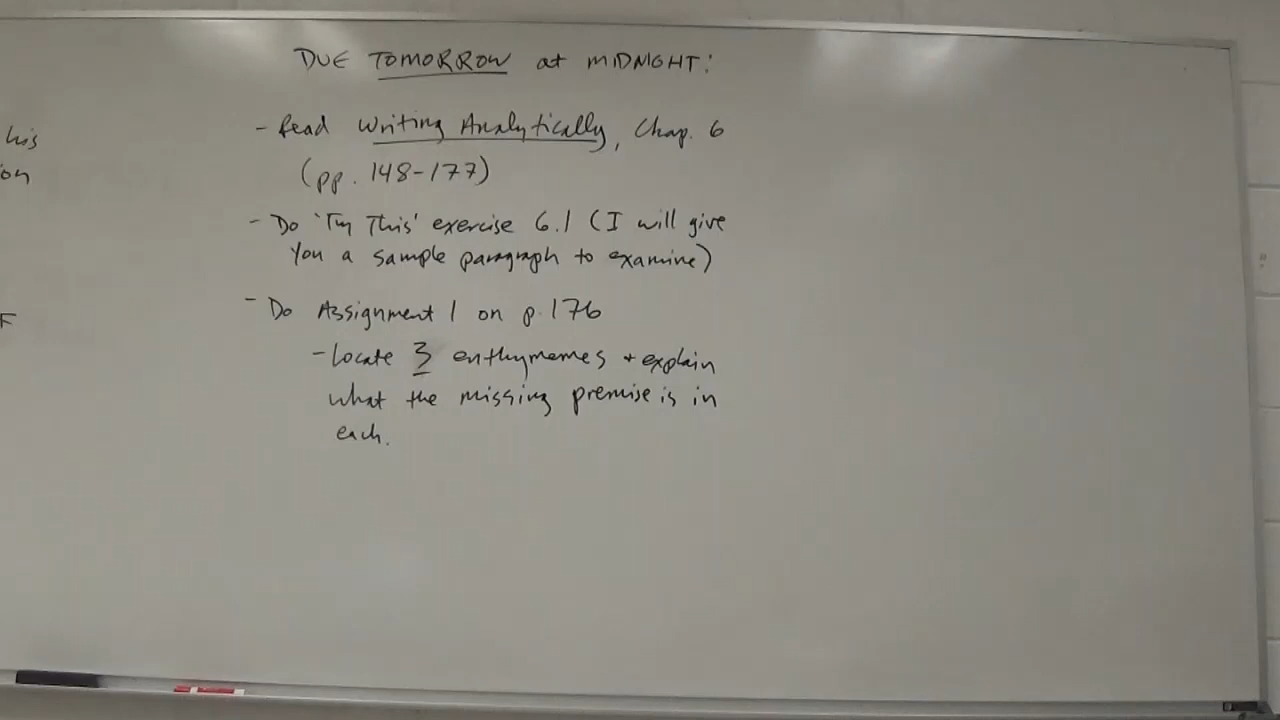 his
on
F
DUE TOMORROW at MIDNIGHT:
- Read Writing Analytically, Chap. 6
(pp. 148-177)
- Do 'Try This' exercise 6.1 (I will give
you a sample paragraph to examine)
- Do Assignment 1 on p. 176
- Locate 3 enthymemes + explain
what the missing premise is in
each.